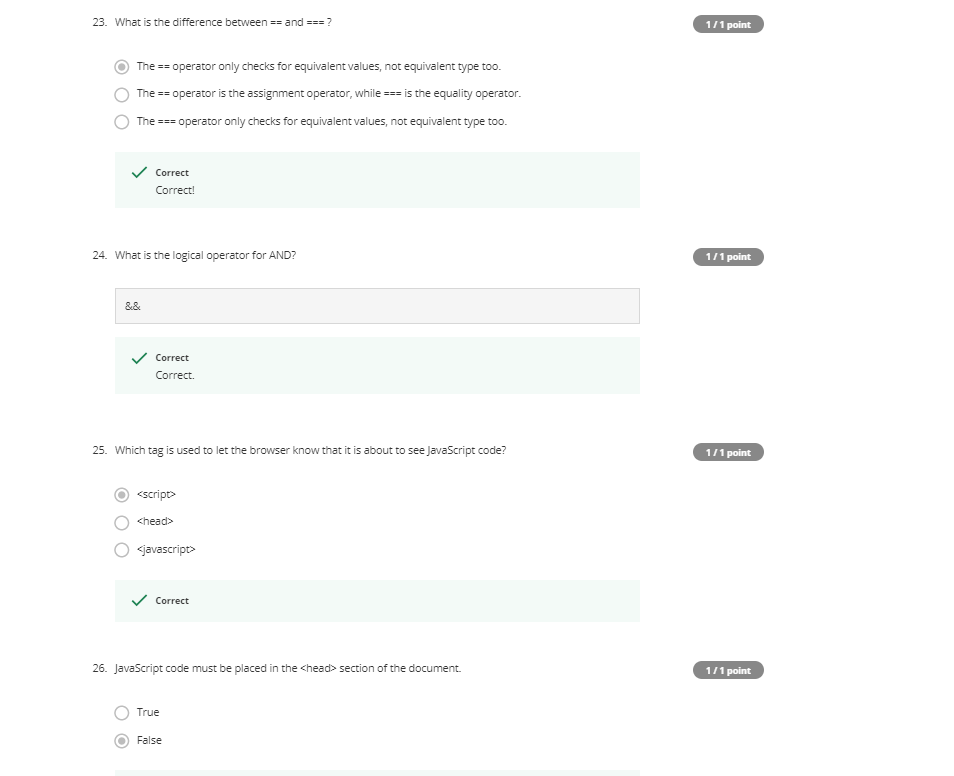 23. What is the difference between == and === ?
1 / 1 point
The == operator only checks for equivalent values, not equivalent type too.
The == operator is the assignment operator, while === is the equality operator.
The === operator only checks for equivalent values, not equivalent type too.
Correct
Correct!
24. What is the logical operator for AND?
1 / 1 point
&&
Correct
Correct.
25. Which tag is used to let the browser know that it is about to see JavaScript code?
1 / 1 point
<script>
<head>
<javascript>
Correct
26. JavaScript code must be placed in the <head> section of the document.
1 / 1 point
True
False